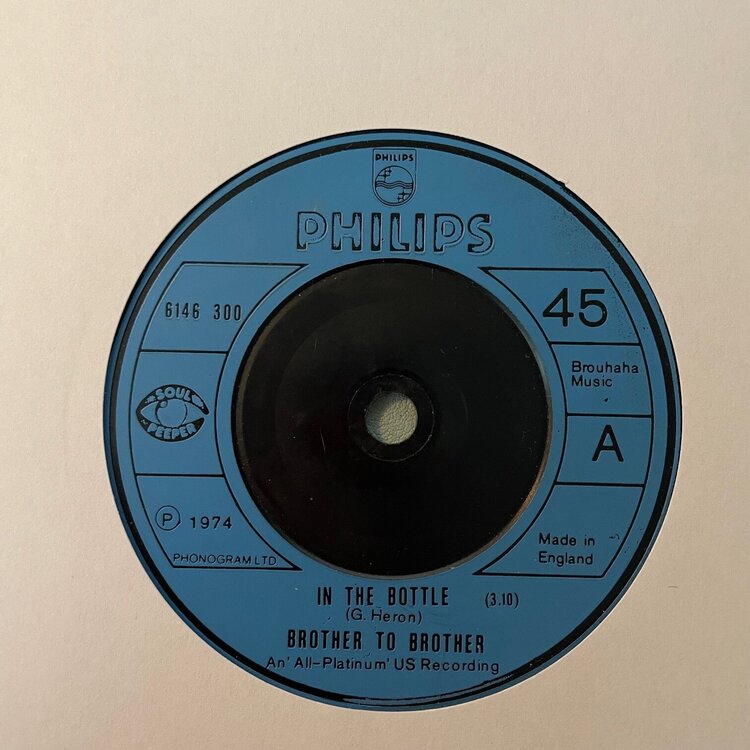 PHILIPS
PHILIPS
6146 300
45
Brouhaha
Music
SOUL
PEEPER
A
Ⓟ 1974
PHONOGRAM LTD
Made in
England
IN THE BOTTLE (3.10)
(G. Heron)
BROTHER TO BROTHER
An 'All-Platinum' US Recording